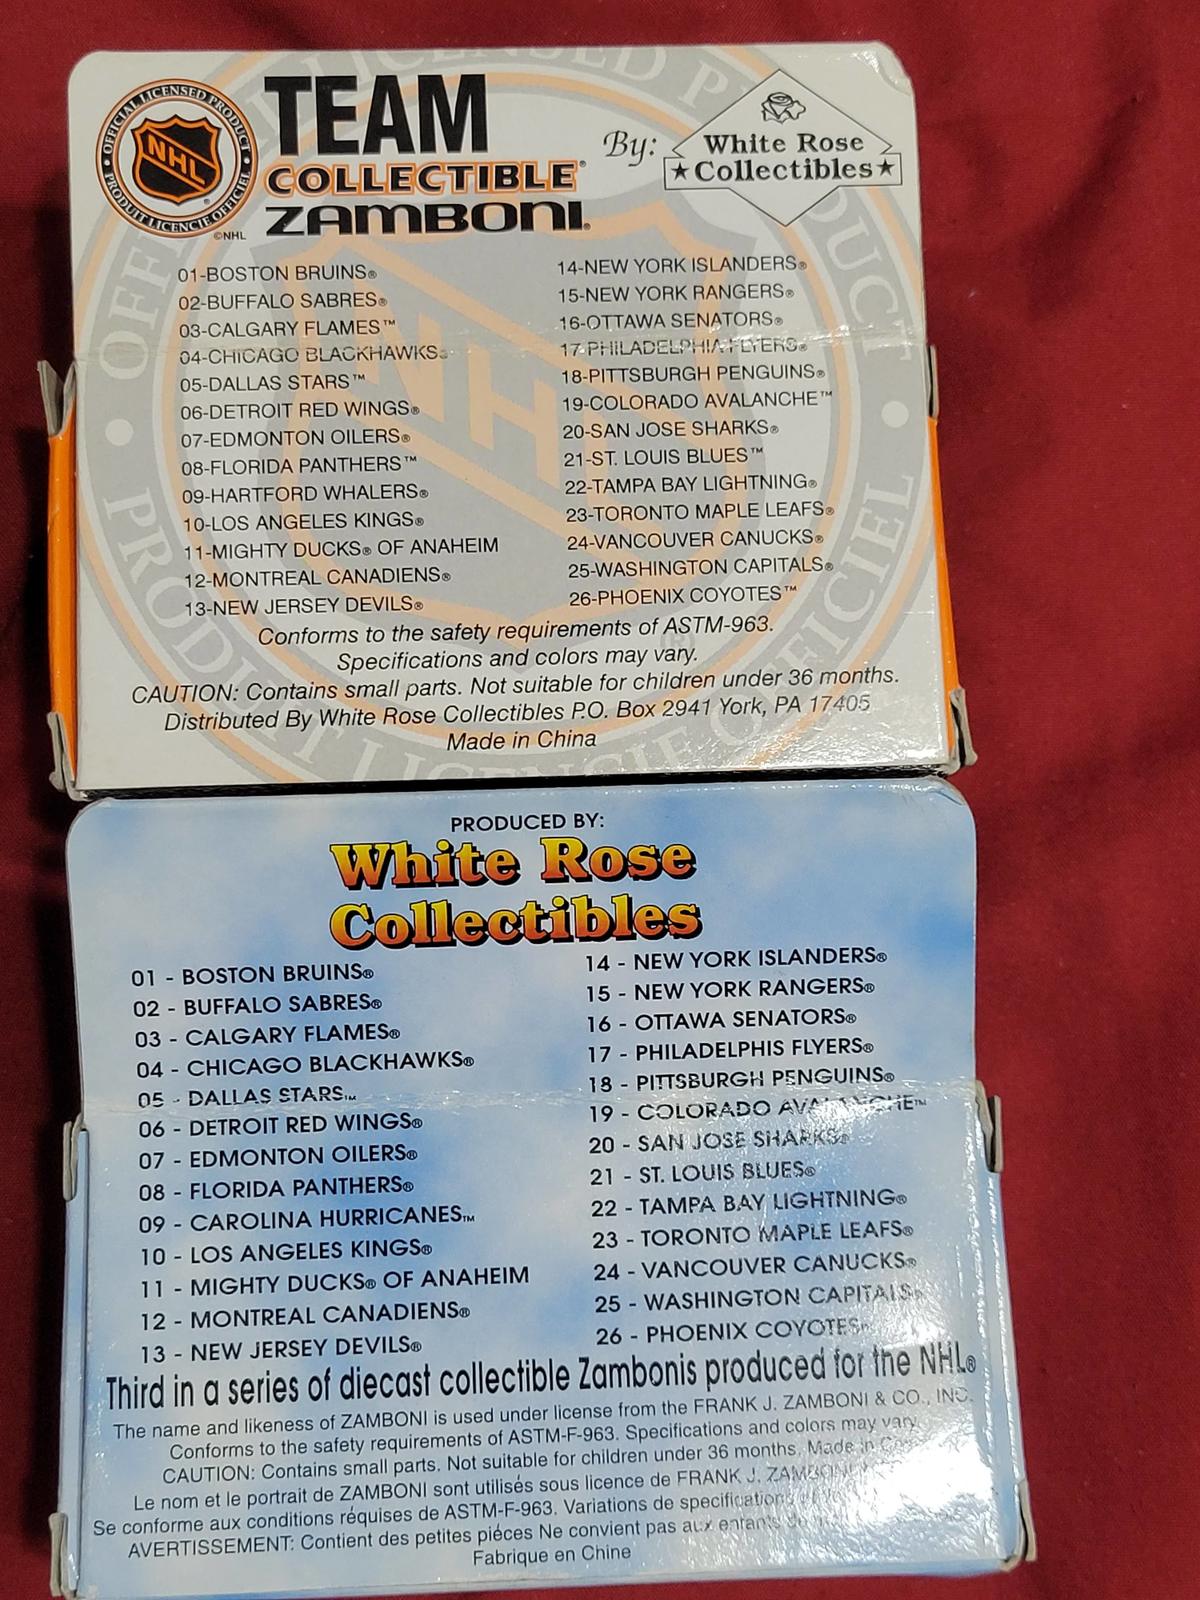 OFFICIAL LICENSED PRODUCT
NHL
PRODUIT LICENCIE OFFICIEL
©NHL
TEAM
COLLECTIBLE®
ZAMBONI®
By:
White Rose
★Collectibles★
01-BOSTON BRUINS®
02-BUFFALO SABRES®
03-CALGARY FLAMES™
04-CHICAGO BLACKHAWKS®
05-DALLAS STARS™
06-DETROIT RED WINGS®
07-EDMONTON OILERS®
08-FLORIDA PANTHERS™
09-HARTFORD WHALERS®
10-LOS ANGELES KINGS®
11-MIGHTY DUCKS® OF ANAHEIM
12-MONTREAL CANADIENS®
13-NEW JERSEY DEVILS®
14-NEW YORK ISLANDERS®
15-NEW YORK RANGERS®
16-OTTAWA SENATORS®
17-PHILADELPHIA FLYERS®
18-PITTSBURGH PENGUINS®
19-COLORADO AVALANCHE™
20-SAN JOSE SHARKS®
21-ST. LOUIS BLUES™
22-TAMPA BAY LIGHTNING®
23-TORONTO MAPLE LEAFS®
24-VANCOUVER CANUCKS®
25-WASHINGTON CAPITALS®
26-PHOENIX COYOTES™
Conforms to the safety requirements of ASTM-963.
Specifications and colors may vary.
CAUTION: Contains small parts. Not suitable for children under 36 months.
Distributed By White Rose Collectibles P.O. Box 2941 York, PA 17405
Made in China
PRODUCED BY:
White Rose
Collectibles
01 - BOSTON BRUINS®
02 - BUFFALO SABRES®
03 - CALGARY FLAMES®
04 - CHICAGO BLACKHAWKS®
05 - DALLAS STARS™
06 - DETROIT RED WINGS®
07 - EDMONTON OILERS®
08 - FLORIDA PANTHERS®
09 - CAROLINA HURRICANES™
10 - LOS ANGELES KINGS®
11 - MIGHTY DUCKS® OF ANAHEIM
12 - MONTREAL CANADIENS®
13 - NEW JERSEY DEVILS®
14 - NEW YORK ISLANDERS®
15 - NEW YORK RANGERS®
16 - OTTAWA SENATORS®
17 - PHILADELPHIS FLYERS®
18 - PITTSBURGH PENGUINS®
19 - COLORADO AVALANCHE™
20 - SAN JOSE SHARKS®
21 - ST. LOUIS BLUES®
22 - TAMPA BAY LIGHTNING®
23 - TORONTO MAPLE LEAFS®
24 - VANCOUVER CANUCKS®
25 - WASHINGTON CAPITALS®
26 - PHOENIX COYOTES
Third in a series of diecast collectible Zambonis produced for the NHL®
The name and likeness of ZAMBONI is used under license from the FRANK J. ZAMBONI & CO., INC.
Conforms to the safety requirements of ASTM-F-963. Specifications and colors may vary.
CAUTION: Contains small parts. Not suitable for children under 36 months. Made in
Le nom et le portrait de ZAMBONI sont utilisés sous licence de FRANK J. ZAMBONI
Se conforme aux conditions réquises de ASTM-F-963. Variations de specifications
AVERTISSEMENT: Contient des petites piéces Ne convient pas aux enfants
Fabrique en Chine